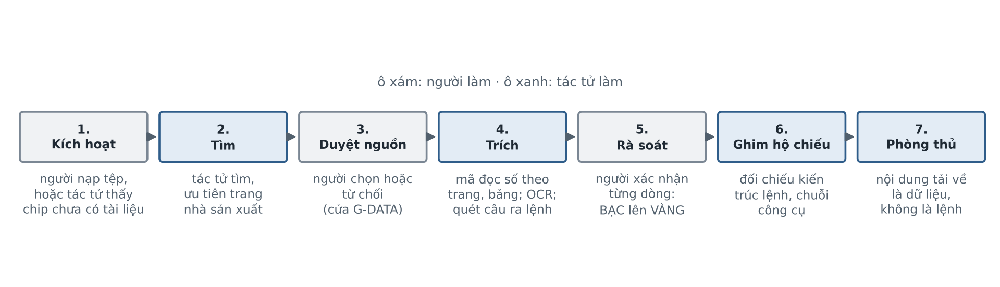 ô xám: người làm · ô xanh: tác tử làm
1.
Kích hoạt
người nạp tệp,
hoặc tác tử thấy
chip chưa có tài liệu
2.
Tìm
tác tử tìm,
ưu tiên trang
nhà sản xuất
3.
Duyệt nguồn
người chọn hoặc
từ chối
(cửa G-DATA)
4.
Trích
mã đọc số theo
trang, bảng; OCR;
quét câu ra lệnh
5.
Rà soát
người xác nhận
từng dòng:
BẠC lên VÀNG
6.
Ghim hộ chiếu
đối chiếu kiến
trúc lệnh, chuỗi
công cụ
7.
Phòng thủ
nội dung tải về
là dữ liệu,
không là lệnh